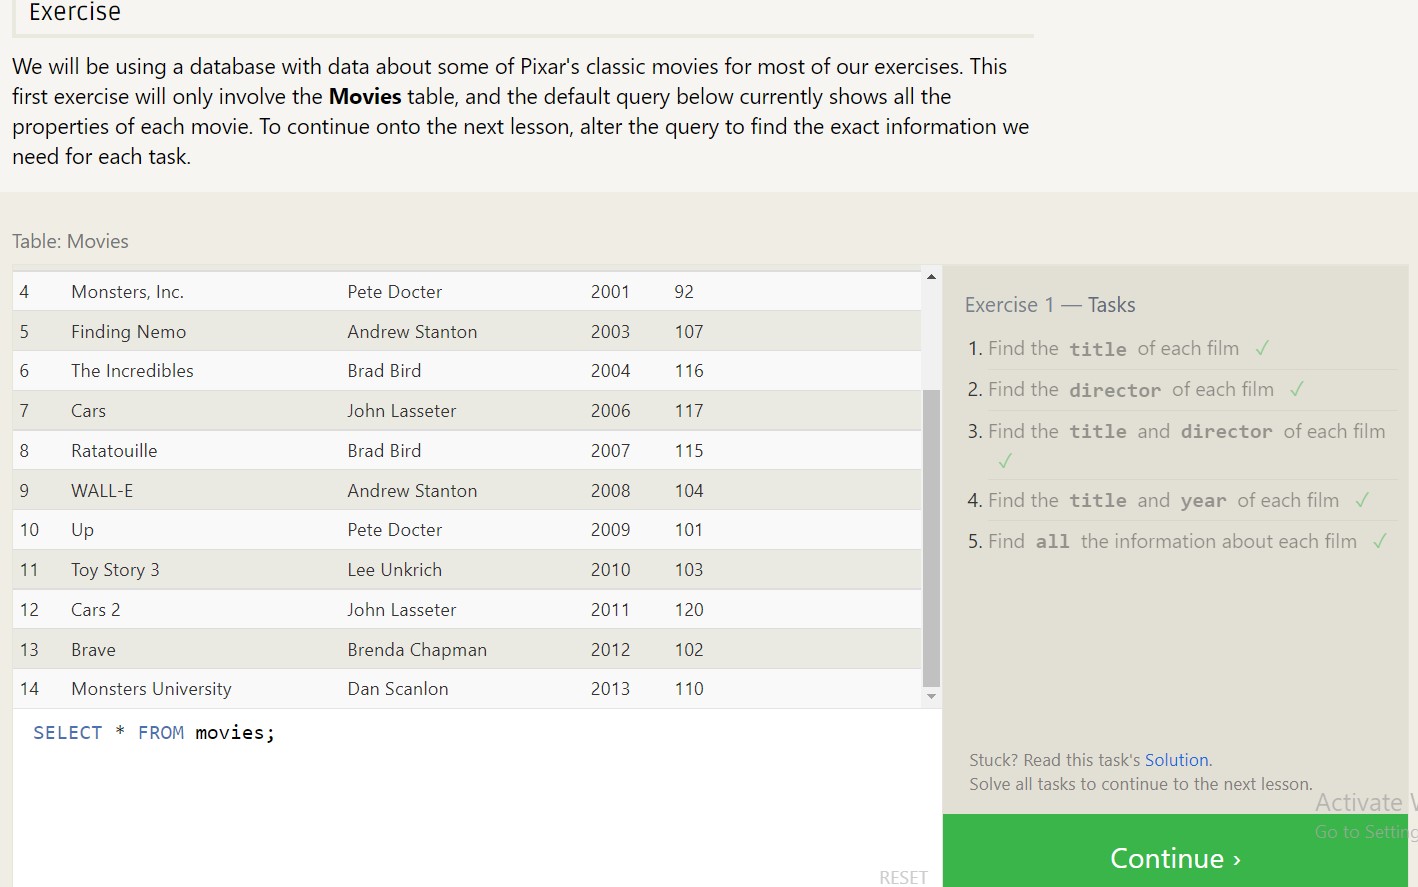 Exercise
We will be using a database with data about some of Pixar's classic movies for most of our exercises. This
first exercise will only involve the Movies table, and the default query below currently shows all the
properties of each movie. To continue onto the next lesson, alter the query to find the exact information we
need for each task.
Table: Movies
4 Monsters, Inc. Pete Docter 2001 92
5 Finding Nemo Andrew Stanton 2003 107
6 The Incredibles Brad Bird 2004 116
7 Cars John Lasseter 2006 117
8 Ratatouille Brad Bird 2007 115
9 WALL-E Andrew Stanton 2008 104
10 Up Pete Docter 2009 101
11 Toy Story 3 Lee Unkrich 2010 103
12 Cars 2 John Lasseter 2011 120
13 Brave Brenda Chapman 2012 102
14 Monsters University Dan Scanlon 2013 110
SELECT * FROM movies;
RESET
Exercise 1 — Tasks
1. Find the title of each film ✓
2. Find the director of each film ✓
3. Find the title and director of each film
✓
4. Find the title and year of each film ✓
5. Find all the information about each film ✓
Stuck? Read this task's Solution.
Solve all tasks to continue to the next lesson.
Activate
Go to Setting
Continue ›